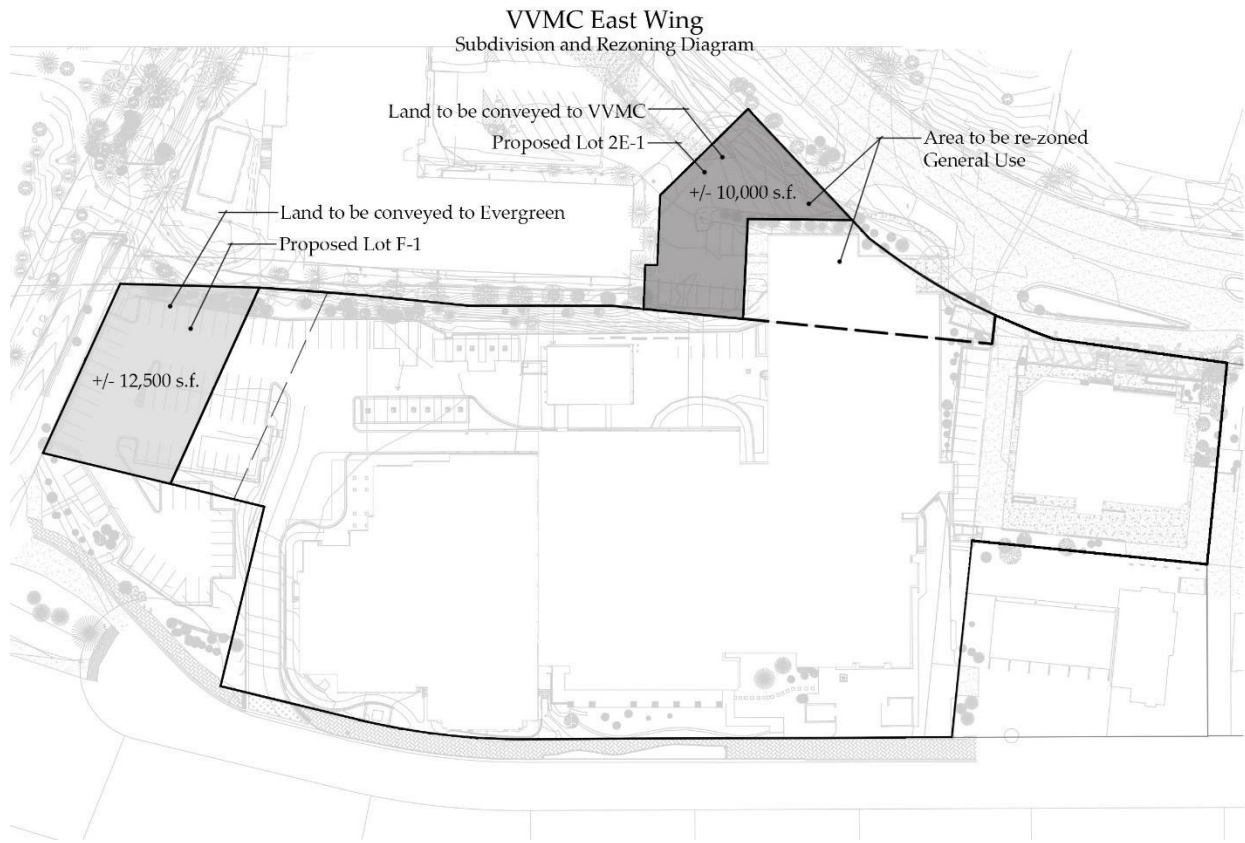 VVMC East Wing
Subdivision and Rezoning Diagram
Land to be conveyed to VVMC
Proposed Lot 2E-1
Area to be re-zoned
General Use
+/- 10,000 s.f.
Land to be conveyed to Evergreen
Proposed Lot F-1
+/- 12,500 s.f.